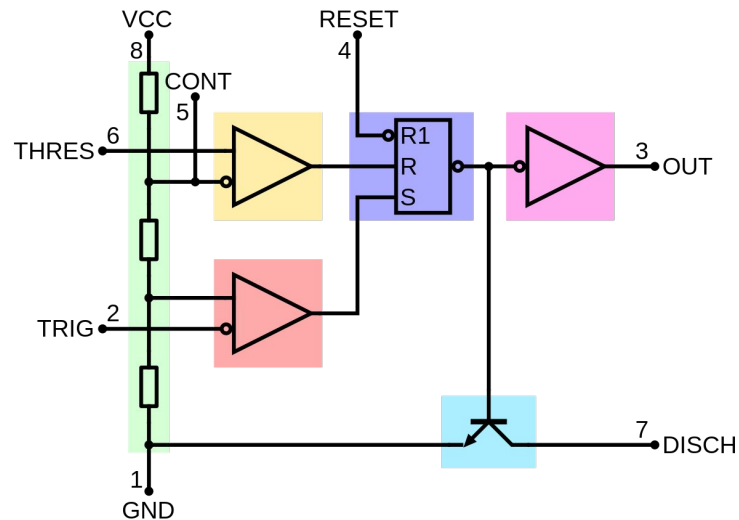 VCC
RESET
8
4
CONT
5
THRES
6
R1
R
S
3
OUT
2
TRIG
7
DISCH
1
GND